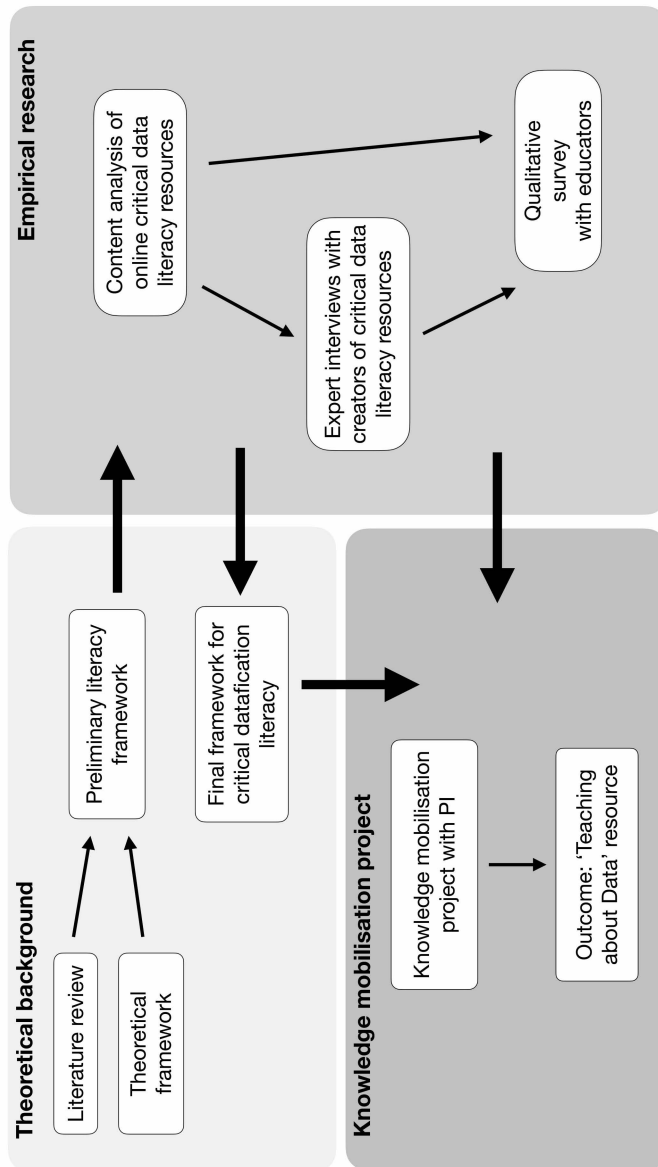 Theoretical background
Literature review
Theoretical
framework
Preliminary literacy
framework
Final framework for
critical datafication
literacy
Empirical research
Content analysis of
online critical data
literacy resources
Expert interviews with
creators of critical data
literacy resources
Qualitative
survey
with educators
Knowledge mobilisation project
Knowledge mobilisation
project with PI
Outcome: ‘Teaching
about Data’ resource